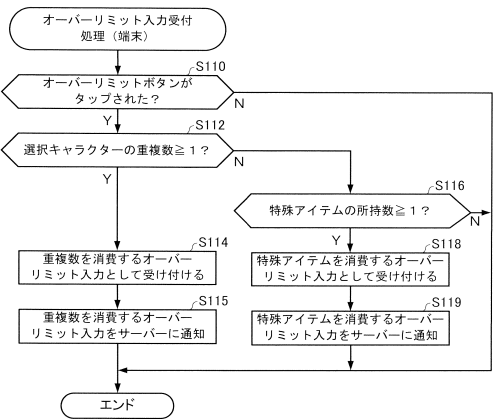 オーバーリミット入力受付
処理（端末）
S110
オーバーリミットボタンが
タップされた？
N
Y
S112
選択キャラクターの重複数≧１？
N
Y
S116
特殊アイテムの所持数≧１？
N
Y
S114
重複数を消費するオーバー
リミット入力として受け付ける
S118
特殊アイテムを消費するオーバー
リミット入力として受け付ける
S115
重複数を消費するオーバー
リミット入力をサーバーに通知
S119
特殊アイテムを消費するオーバー
リミット入力をサーバーに通知
エンド